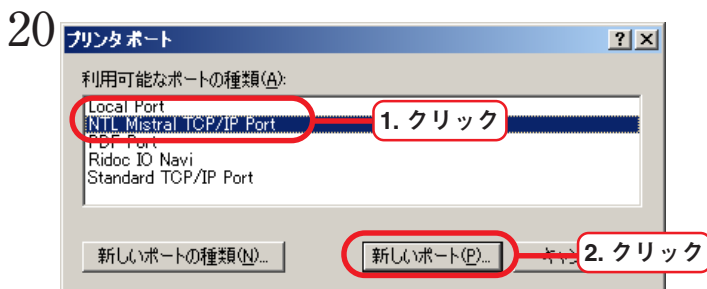 20
プリンタ ポート
利用可能なポートの種類(A):
Local Port
NTL Mistral TCP/IP Port
1. クリック
PDF Port
Ridoc IO Navi
Standard TCP/IP Port
新しいポートの種類(N)... 新しいポート(P)...
2. クリック